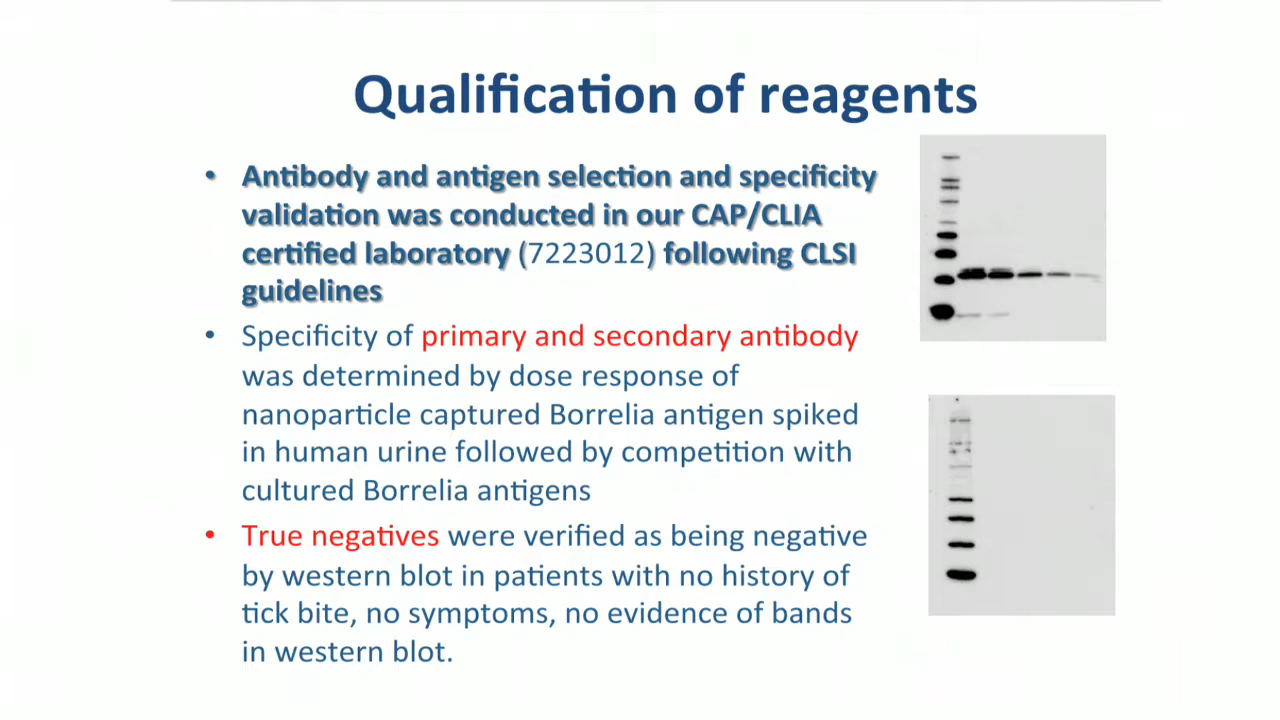 Qualification of reagents
• Antibody and antigen selection and specificity
validation was conducted in our CAP/CLIA
certified laboratory (7223012) following CLSI
guidelines
• Specificity of primary and secondary antibody
was determined by dose response of
nanoparticle captured Borrelia antigen spiked
in human urine followed by competition with
cultured Borrelia antigens
• True negatives were verified as being negative
by western blot in patients with no history of
tick bite, no symptoms, no evidence of bands
in western blot.